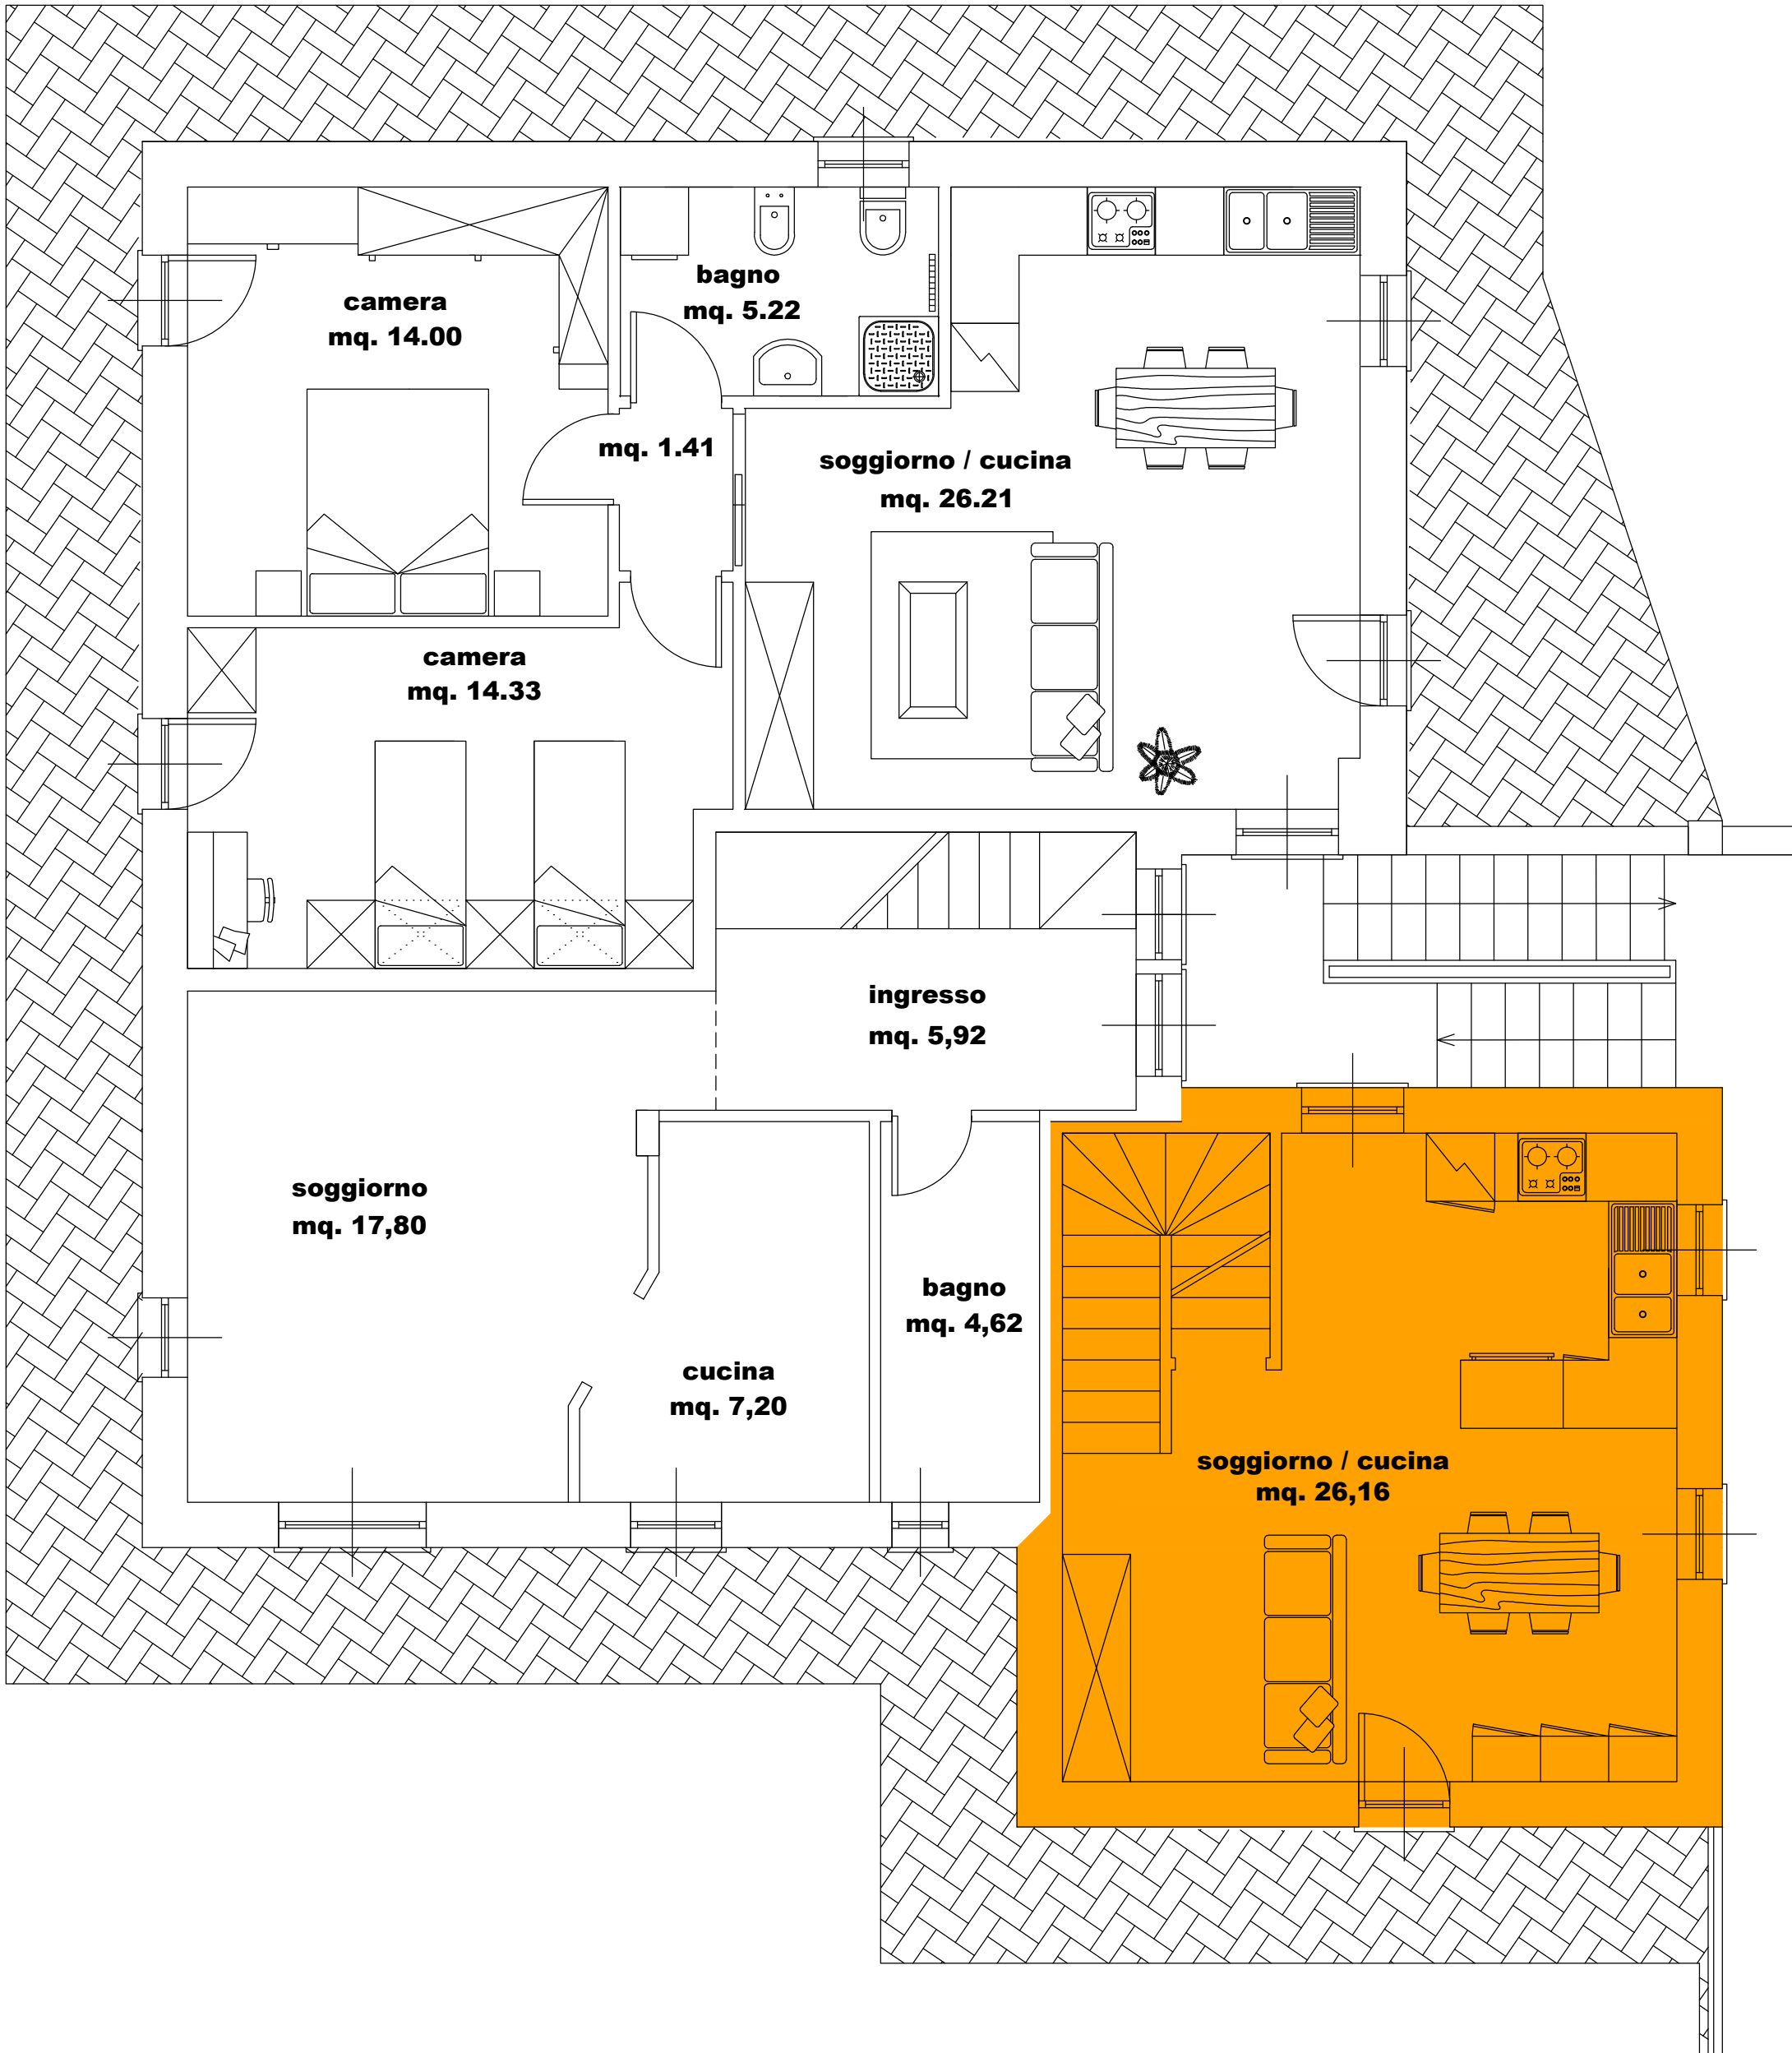 bagno
mq. 5.22
camera
mq. 14.00
mq. 1.41
soggiorno / cucina
mq. 26.21
camera
mq. 14.33
ingresso
mq. 5,92
soggiorno
mq. 17,80
bagno
mq. 4,62
cucina
mq. 7,20
soggiorno / cucina
mq. 26,16